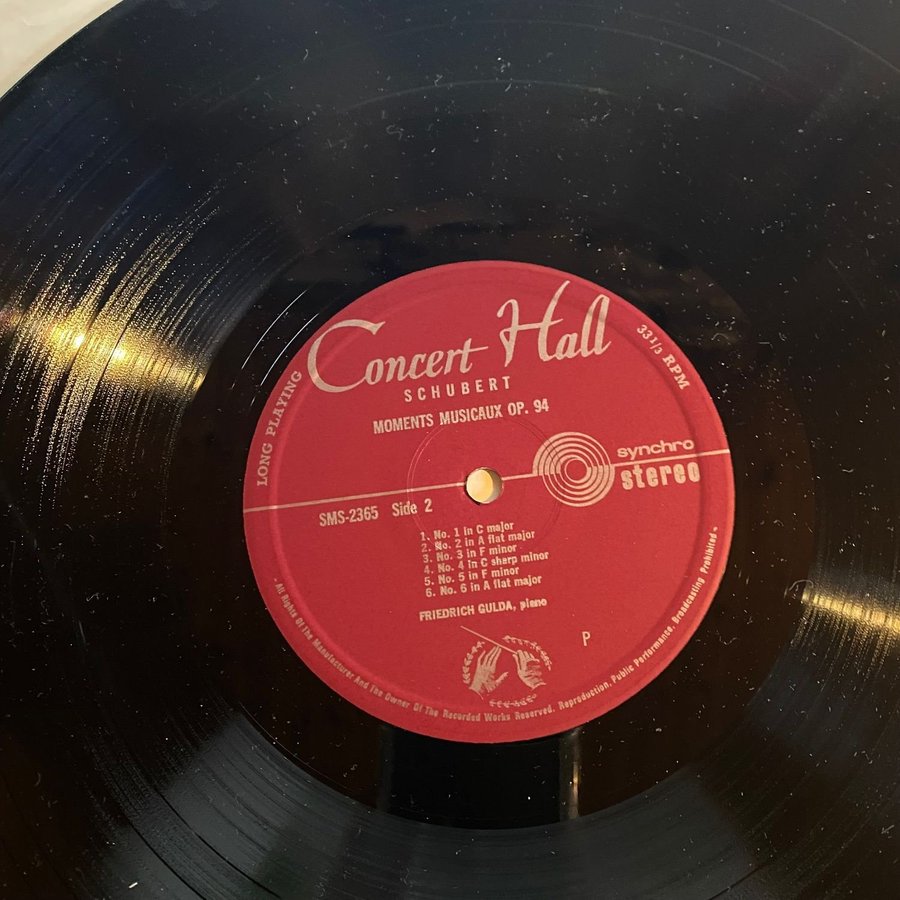 Concert Hall
SCHUBERT
MOMENTS MUSICAUX OP. 94
LONG PLAYING
33 1/3 RPM
synchro
stereo
SMS-2365 Side 2
1. No. 1 in C major
2. No. 2 in A flat major
3. No. 3 in F minor
4. No. 4 in C sharp minor
5. No. 5 in F minor
6. No. 6 in A flat major
FRIEDRICH GULDA, piano
P
· All Rights Of The Manufacturer And The Owner Of The Recorded Works Reserved. Reproduction, Public Performance, Broadcasting Prohibited ·